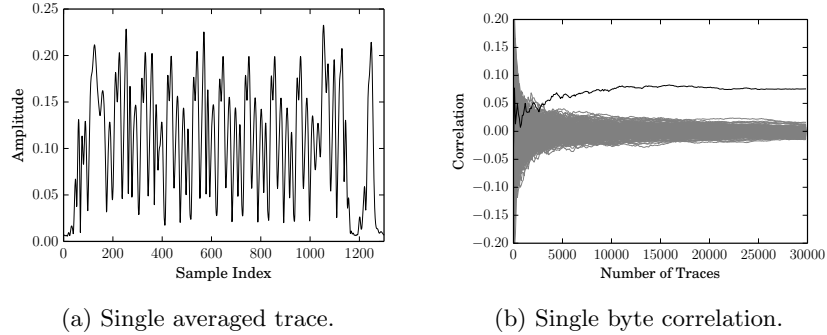 0.25
0.20
0.15
0.10
0.05
0.00
Amplitude
0 200 400 600 800 1000 1200
Sample Index
(a) Single averaged trace.
0.20
0.15
0.10
0.05
0.00
−0.05
−0.10
−0.15
−0.20
Correlation
0 5000 10000 15000 20000 25000 30000
Number of Traces
(b) Single byte correlation.